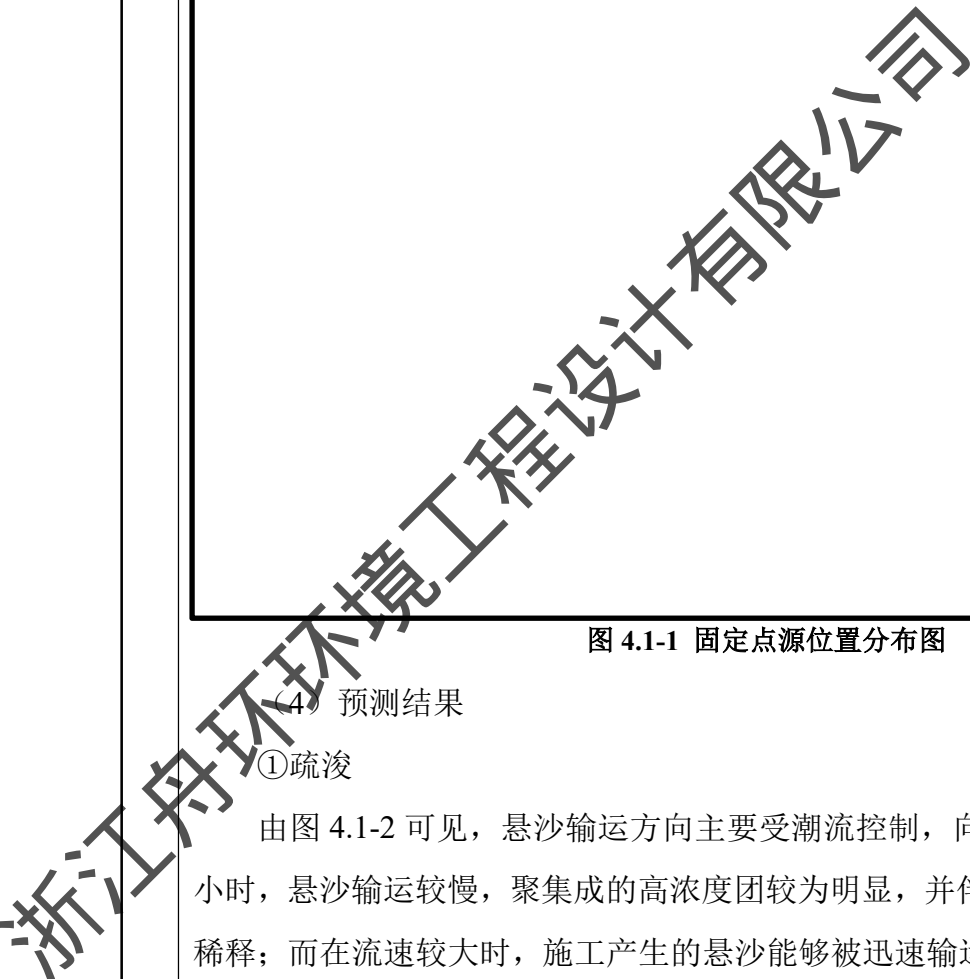 图 4.1-1 固定点源位置分布图
（4）预测结果
①疏浚
由图 4.1-2 可见，悬沙输运方向主要受潮流控制，向
小时，悬沙输运较慢，聚集成的高浓度团较为明显，并伴
稀释；而在流速较大时，施工产生的悬沙能够被迅速输运
浙江舟环环境工程设计有限公司